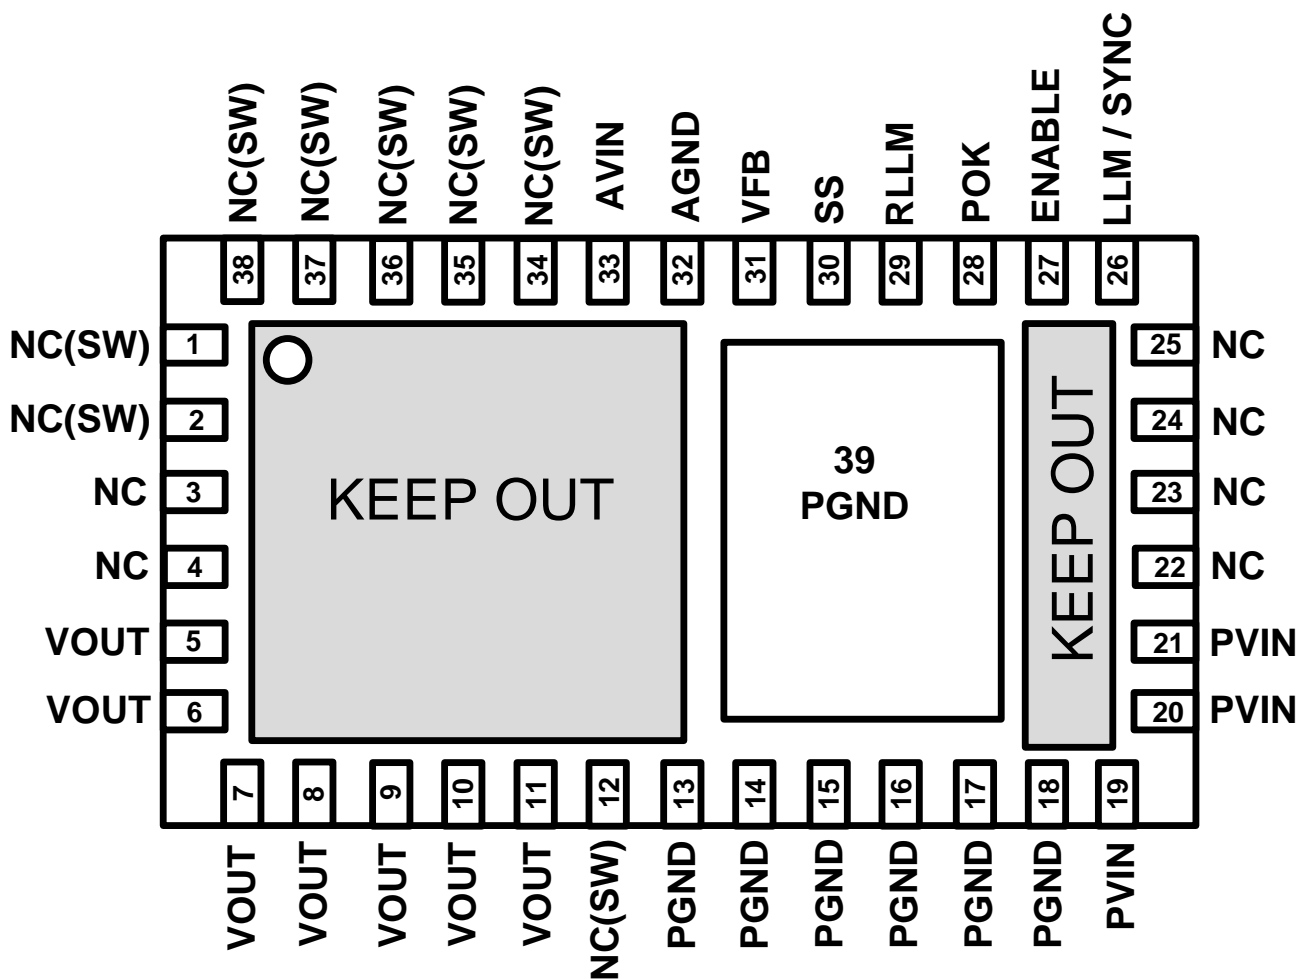 NC(SW)
NC(SW)
NC(SW)
NC(SW)
NC(SW)
AVIN
AGND
VFB
SS
RLLM
POK
ENABLE
LLM / SYNC
38
37
36
35
34
33
32
31
30
29
28
27
26
NC(SW) 1
NC(SW) 2
NC 3
NC 4
VOUT 5
VOUT 6
KEEP OUT
39
PGND
KEEP OUT
25 NC
24 NC
23 NC
22 NC
21 PVIN
20 PVIN
7
8
9
10
11
12
13
14
15
16
17
18
19
VOUT
VOUT
VOUT
VOUT
VOUT
NC(SW)
PGND
PGND
PGND
PGND
PGND
PGND
PVIN